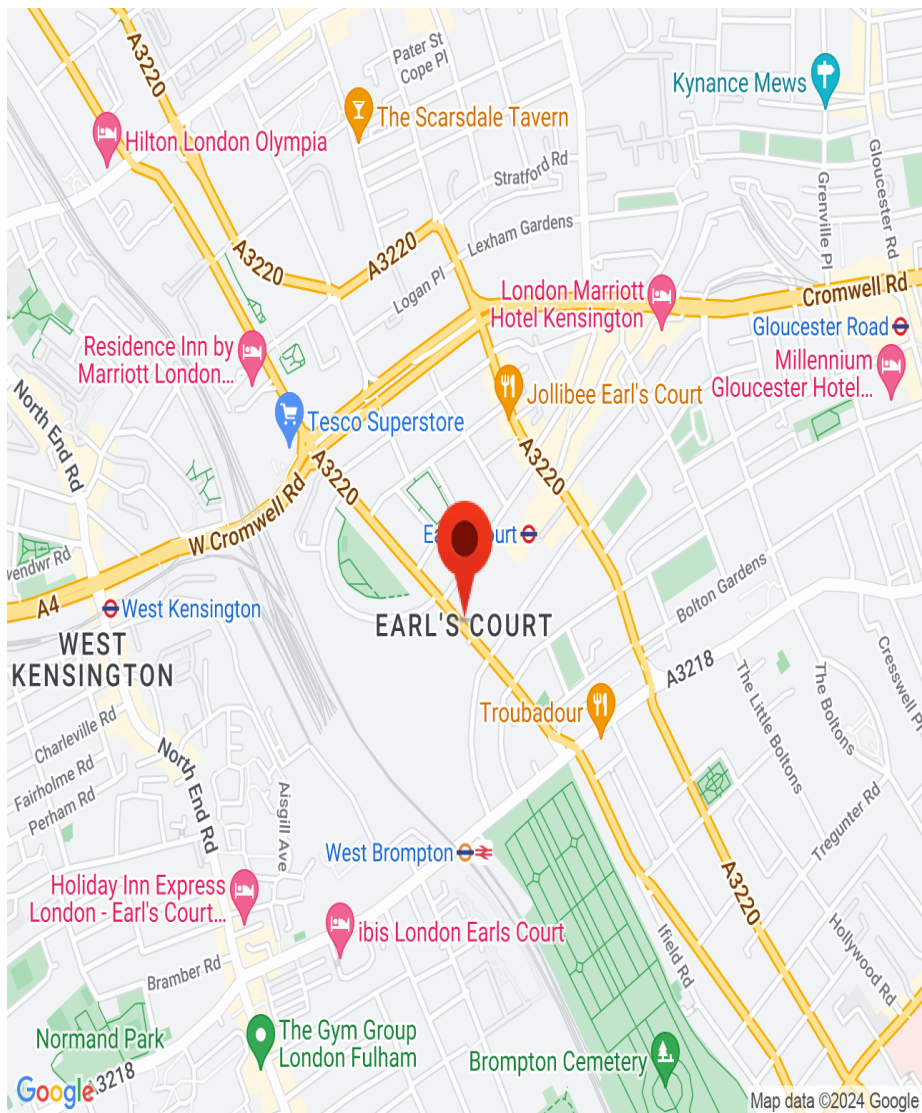 A3220
Pater St
Cope Pl
Kynance Mews
The Scarsdale Tavern
Hilton London Olympia
Stratford Rd
Gloucester Rd
Grenville Pl
Lexham Gardens
A3220
A3220
Logan Pl
London Marriott
Hotel Kensington
Cromwell Rd
Gloucester Road
Residence Inn by
Marriott London...
Millennium
Gloucester Hotel...
Jollibee Earl's Court
North End Rd
Tesco Superstore
A3220
A3220
W Cromwell Rd
Ea
ourt
vendwr Rd
Bolton Gardens
A4
West Kensington
EARL'S COURT
WEST
KENSINGTON
A3218
Cresswell Pl
The Little Boltons
The Boltons
Troubadour
Charleville Rd
Fairholme Rd
Perham Rd
North End Rd
Aisgill Ave
Tregunter Rd
West Brompton
A3220
Holiday Inn Express
London - Earl's Court...
ibis London Earls Court
Ifield Rd
Hollywood Rd
Bramber Rd
Normand Park
The Gym Group
London Fulham
Brompton Cemetery
A3218
Google
Map data ©2024 Google